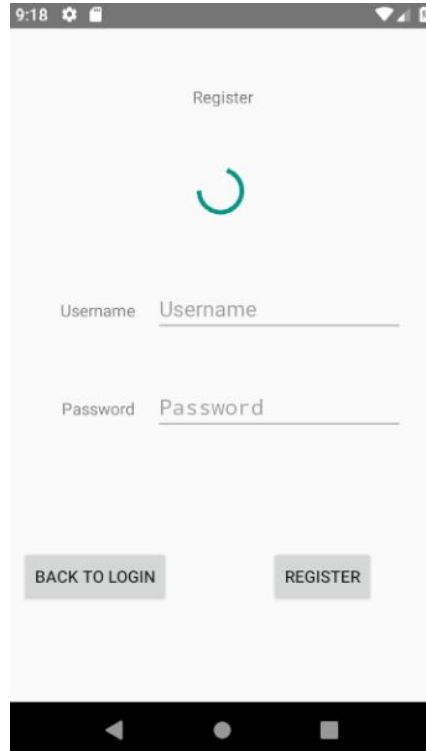 9:18
Register
Username Username
Password Password
BACK TO LOGIN REGISTER